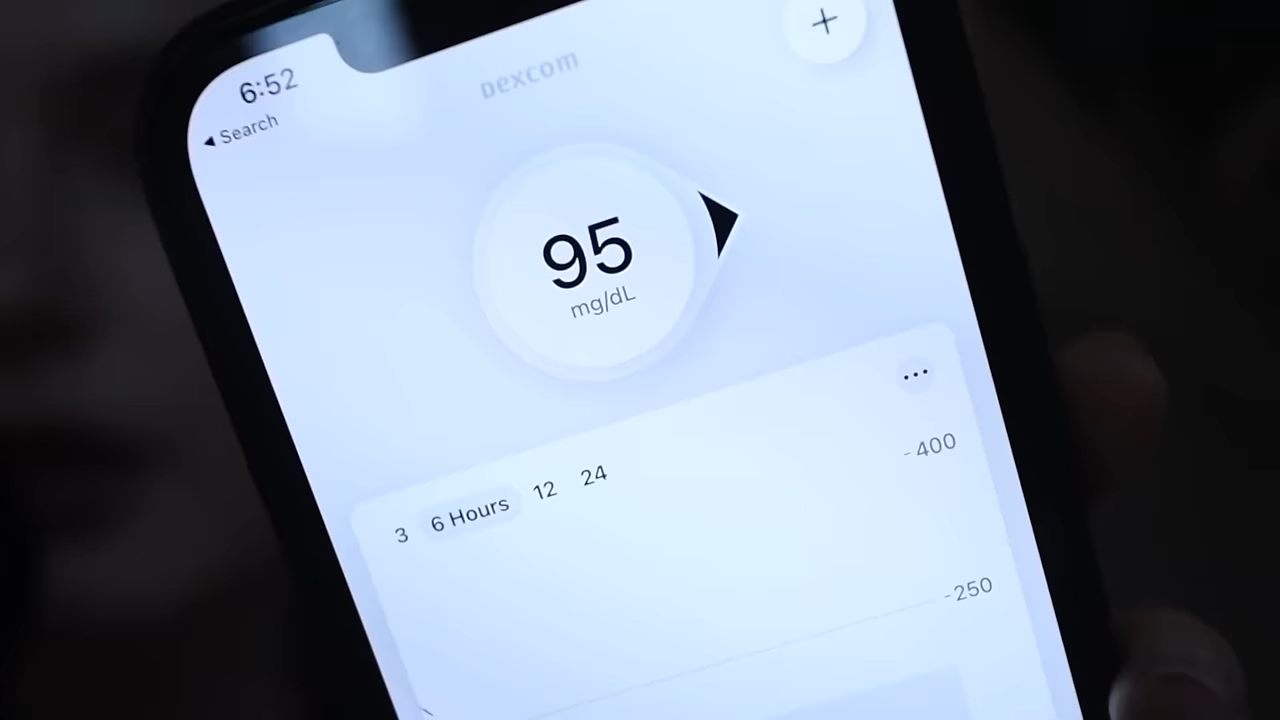 6:52
Dexcom
+
◀ Search
95
mg/dL
...
3 6 Hours 12 24
- 400
- 250